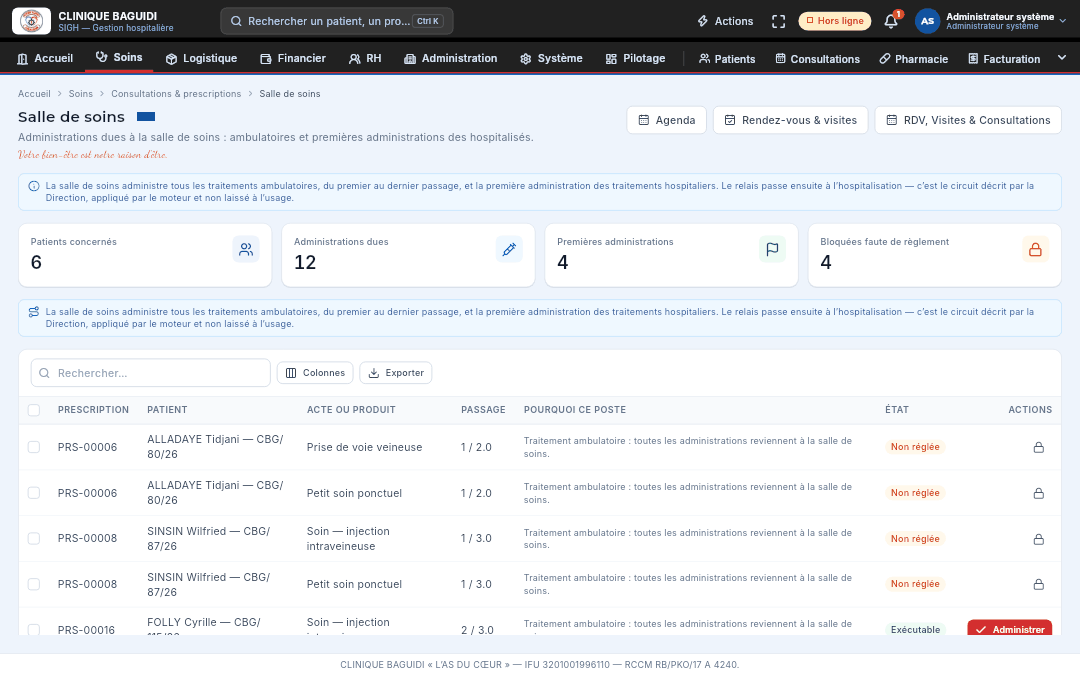 CLINIQUE BAGUIDI
SIGH — Gestion hospitalière
Rechercher un patient, un pro... Ctrl K
Actions
Hors ligne
1
AS
Administrateur système
Administrateur système
Accueil Soins Logistique Financier RH Administration Système Pilotage Patients Consultations Pharmacie Facturation
Accueil > Soins > Consultations & prescriptions > Salle de soins
Salle de soins
Administrations dues à la salle de soins : ambulatoires et premières administrations des hospitalisés.
Votre bien-être est notre raison d'être.
Agenda Rendez-vous & visites RDV, Visites & Consultations
La salle de soins administre tous les traitements ambulatoires, du premier au dernier passage, et la première administration des traitements hospitaliers. Le relais passe ensuite à l'hospitalisation — c'est le circuit décrit par la
Direction, appliqué par le moteur et non laissé à l'usage.
Patients concernés
6
Administrations dues
12
Premières administrations
4
Bloquées faute de règlement
4
La salle de soins administre tous les traitements ambulatoires, du premier au dernier passage, et la première administration des traitements hospitaliers. Le relais passe ensuite à l'hospitalisation — c'est le circuit décrit par la
Direction, appliqué par le moteur et non laissé à l'usage.
Rechercher... Colonnes Exporter
PRESCRIPTION PATIENT ACTE OU PRODUIT PASSAGE POURQUOI CE POSTE ÉTAT ACTIONS
PRS-00006 ALLADAYE Tidjani — CBG/ Prise de voie veineuse 1 / 2.0 Traitement ambulatoire : toutes les administrations reviennent à la salle de Non réglée
80/26 soins.
PRS-00006 ALLADAYE Tidjani — CBG/ Petit soin ponctuel 1 / 2.0 Traitement ambulatoire : toutes les administrations reviennent à la salle de Non réglée
80/26 soins.
PRS-00008 SINSIN Wilfried — CBG/ Soin — injection 1 / 3.0 Traitement ambulatoire : toutes les administrations reviennent à la salle de Non réglée
87/26 intraveineuse soins.
PRS-00008 SINSIN Wilfried — CBG/ Petit soin ponctuel 1 / 3.0 Traitement ambulatoire : toutes les administrations reviennent à la salle de Non réglée
87/26 soins.
PRS-00016 FOLLY Cyrille — CBG/ Soin — injection 2 / 3.0 Traitement ambulatoire : toutes les administrations reviennent à la salle de Exécutable Administrer
CLINIQUE BAGUIDI « L'AS DU CŒUR » — IFU 3201001996110 — RCCM RB/PKO/17 A 4240.